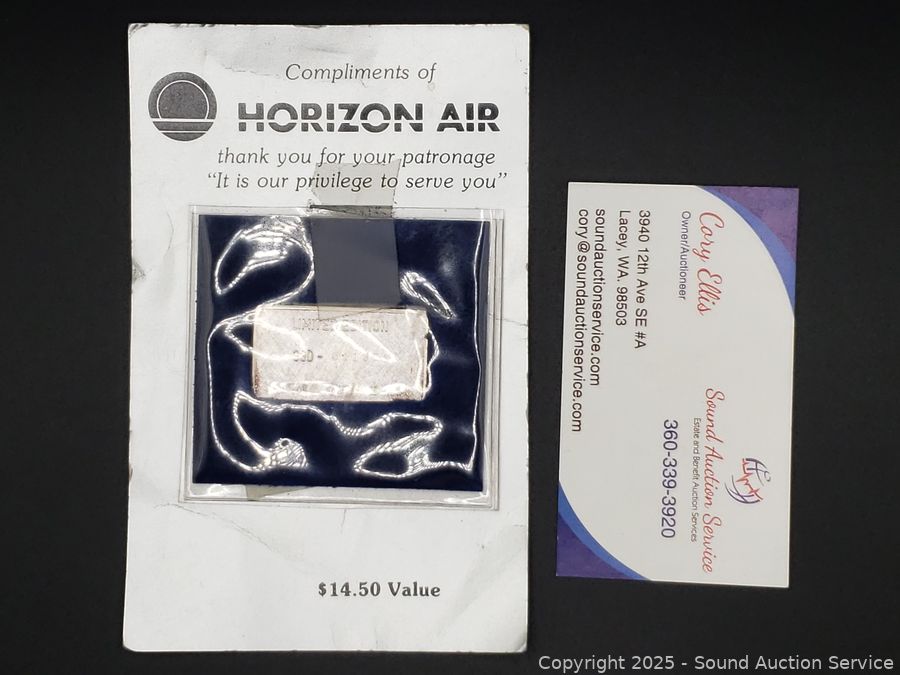 Compliments of
HORIZON AIR
thank you for your patronage
"It is our privilege to serve you"
$14.50 Value
Cory Ellis
Owner/Auctioneer
3940 12th Ave SE #A
Lacey, WA. 98503
soundauctionservice.com
cory@soundauctionservice.com
Sound Auction Service
Estate and Benefit Auction Services
360-339-3920
Copyright 2025 - Sound Auction Service